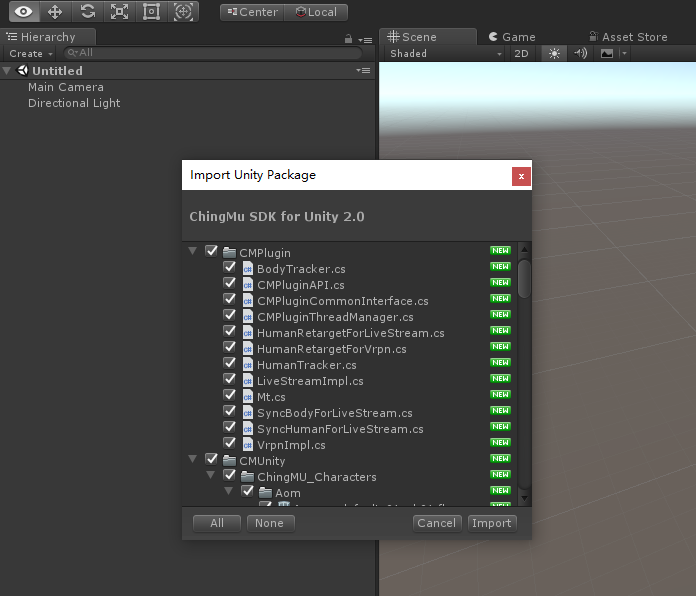 Center Local
Hierarchy
Create All
Untitled
Main Camera
Directional Light
Scene Game Asset Store
Shaded 2D
Import Unity Package
x
ChingMu SDK for Unity 2.0
CMPlugin NEW
BodyTracker.cs NEW
CMPluginAPI.cs NEW
CMPluginCommonInterface.cs NEW
CMPluginThreadManager.cs NEW
HumanRetargetForLiveStream.cs NEW
HumanRetargetForVrpn.cs NEW
HumanTracker.cs NEW
LiveStreamImpl.cs NEW
Mt.cs NEW
SyncBodyForLiveStream.cs NEW
SyncHumanForLiveStream.cs NEW
VrpnImpl.cs NEW
CMUnity NEW
ChingMU_Characters NEW
Aom NEW
All None Cancel Import